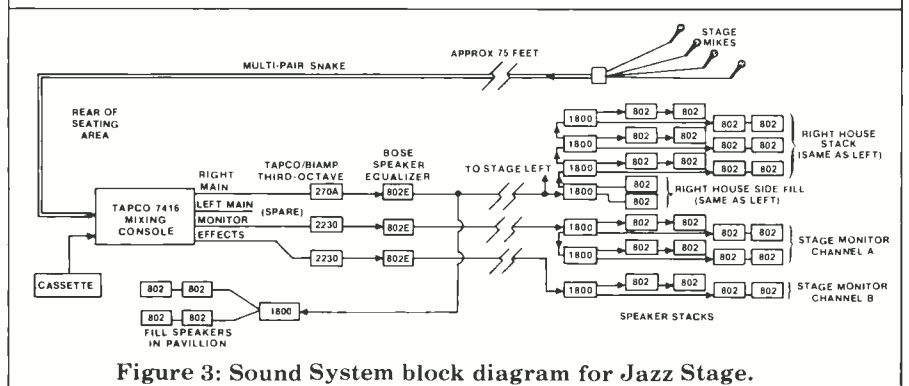 STAGE
MIKES
APPROX 75 FEET
MULTI-PAIR SNAKE
REAR OF
SEATING
AREA
RIGHT
MAIN
TAPCO/BIAMP
THIRD-OCTAVE
BOSE
SPEAKER
EQUALIZER
TO STAGE LEFT
TAPCO 7416
MIXING
CONSOLE
LEFT MAIN
(SPARE)
MONITOR
EFFECTS
270A
802E
2230
802E
2230
802E
CASSETTE
1800
802
802
802
802
1800
802
802
802
802
1800
802
802
802
802
RIGHT HOUSE
STACK
(SAME AS LEFT)
1800
802
802
RIGHT HOUSE SIDE FILL
(SAME AS LEFT)
1800
802
802
802
802
1800
802
802
802
802
STAGE MONITOR
CHANNEL A
1800
802
802
802
802
STAGE MONITOR
CHANNEL B
SPEAKER STACKS
802
802
802
802
1800
FILL SPEAKERS
IN PAVILLION
Figure 3: Sound System block diagram for Jazz Stage.